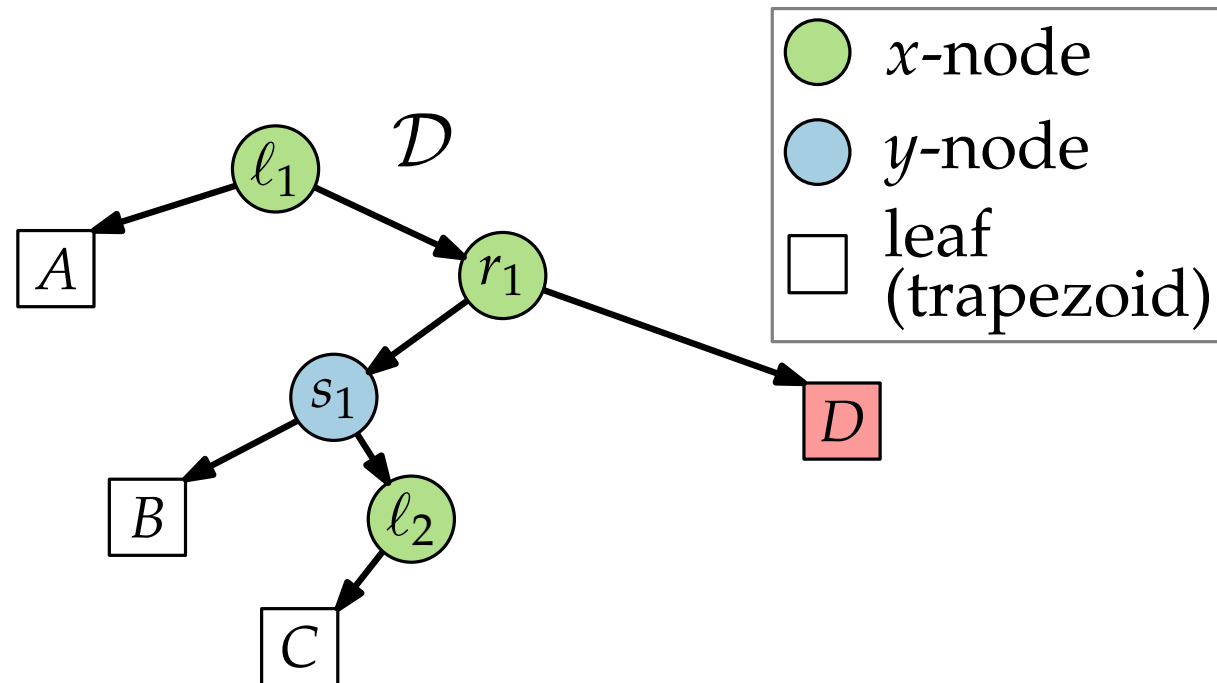 x-node
𝒟
y-node
ℓ₁
leaf
A
r₁
(trapezoid)
s₁
D
B
ℓ₂
C